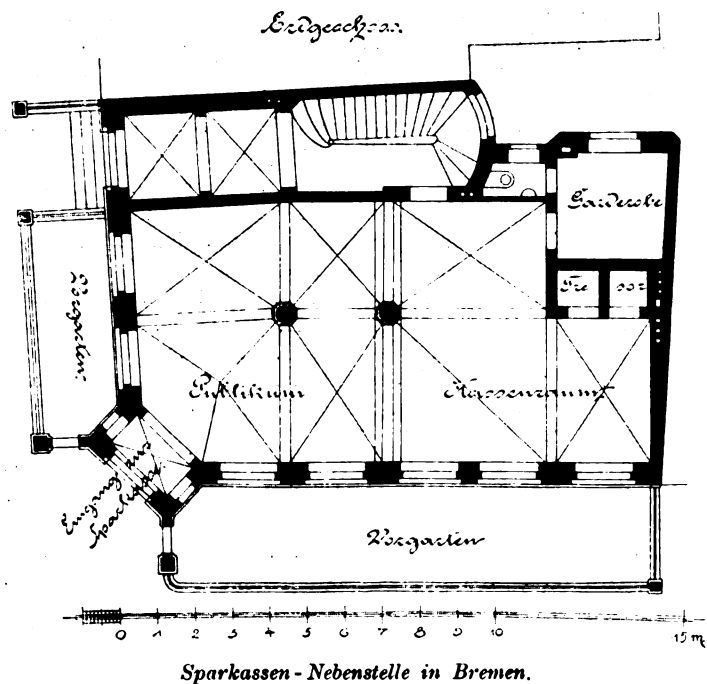 Erdgeschoss.
Garderobe
Tre sor
Vorgarten
Publikum
Kassenraum
Eingang zur
Sparkasse
Vorgarten
0 1 2 3 4 5 6 7 8 9 10 15 m
Sparkassen - Nebenstelle in Bremen.